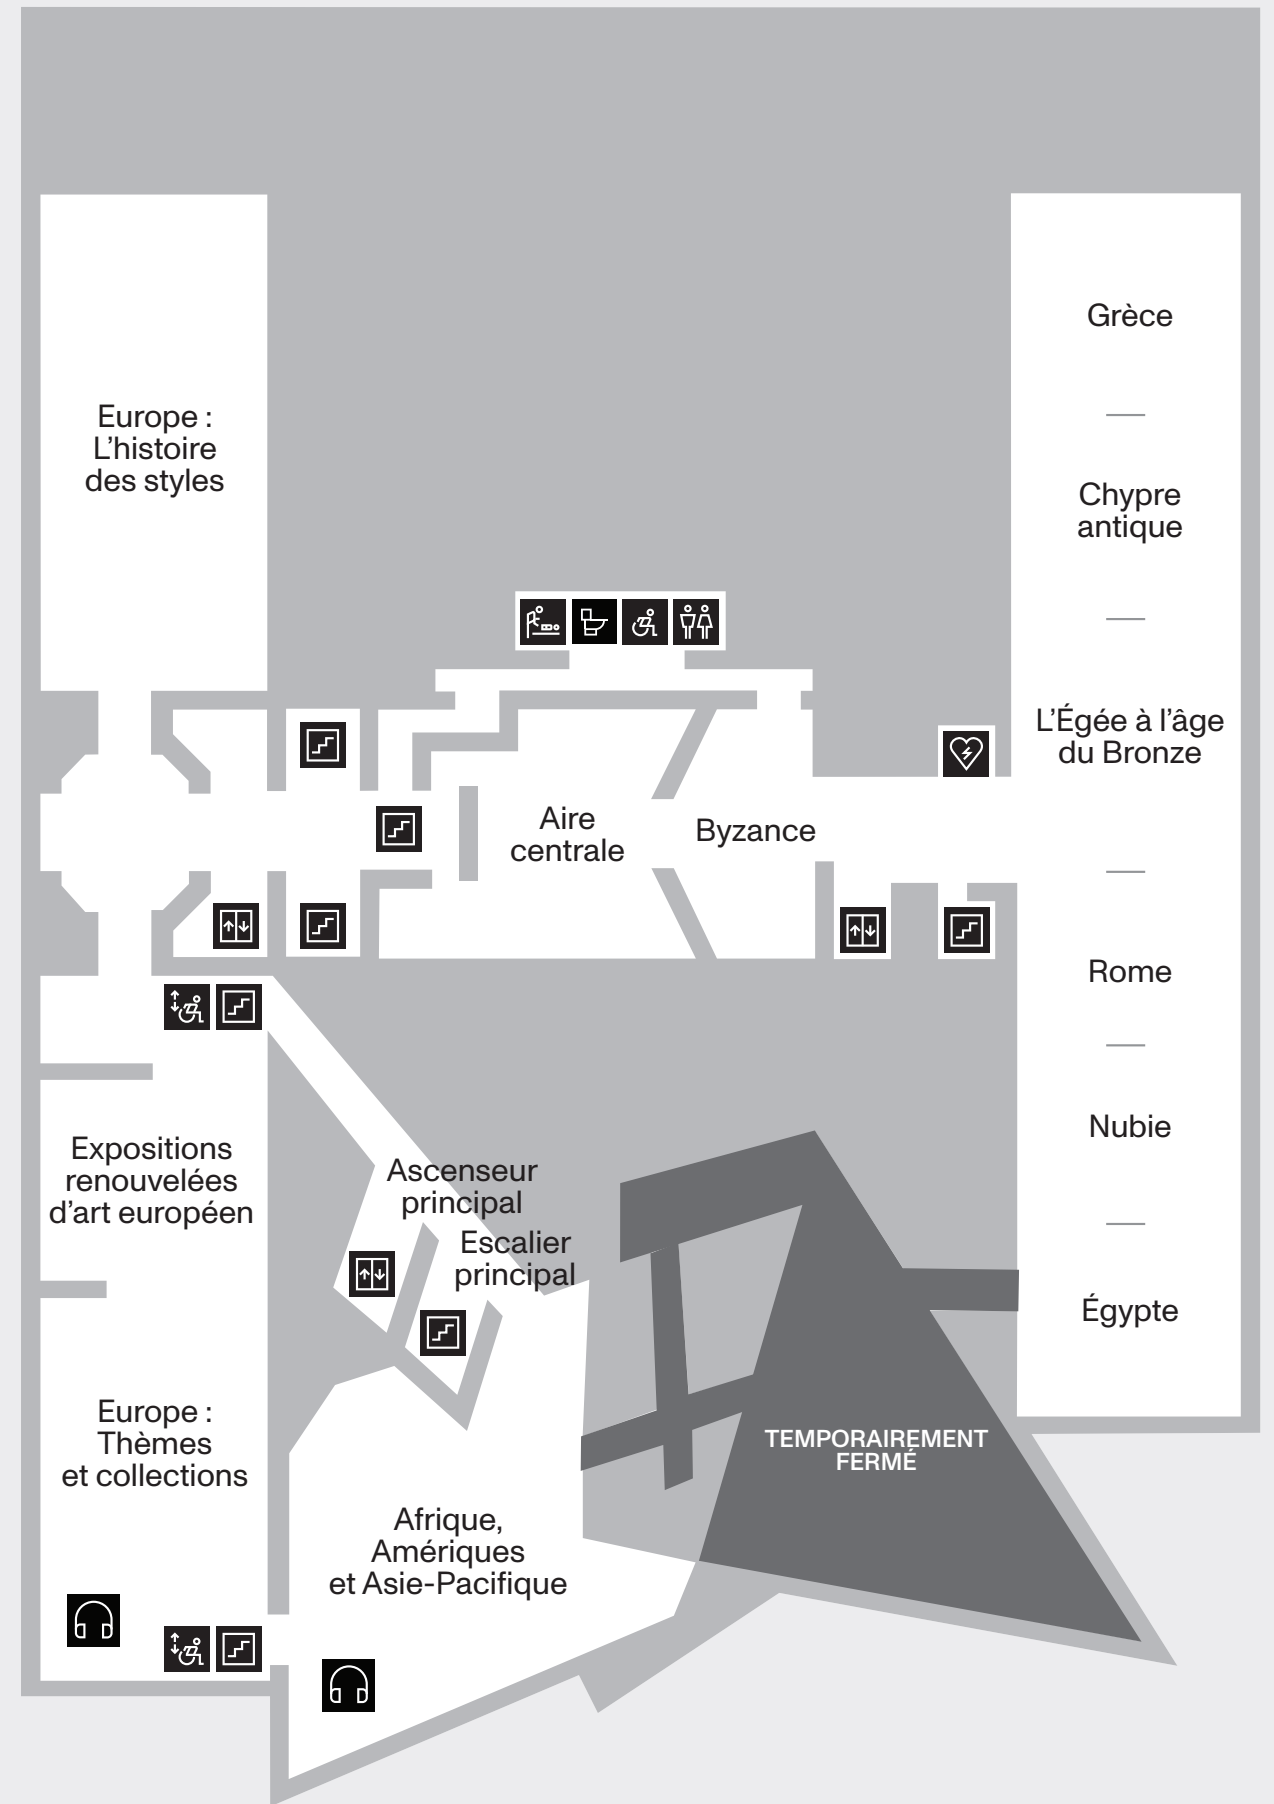 Grèce
Europe :
L’histoire
des styles
Chypre
antique
L’Égée à l’âge
du Bronze
Aire
centrale
Byzance
Rome
Nubie
Expositions
renouvelées
d’art européen
Ascenseur
principal
Escalier
principal
Égypte
Europe :
Thèmes
et collections
TEMPORAIREMENT
FERMÉ
Afrique,
Amériques
et Asie-Pacifique